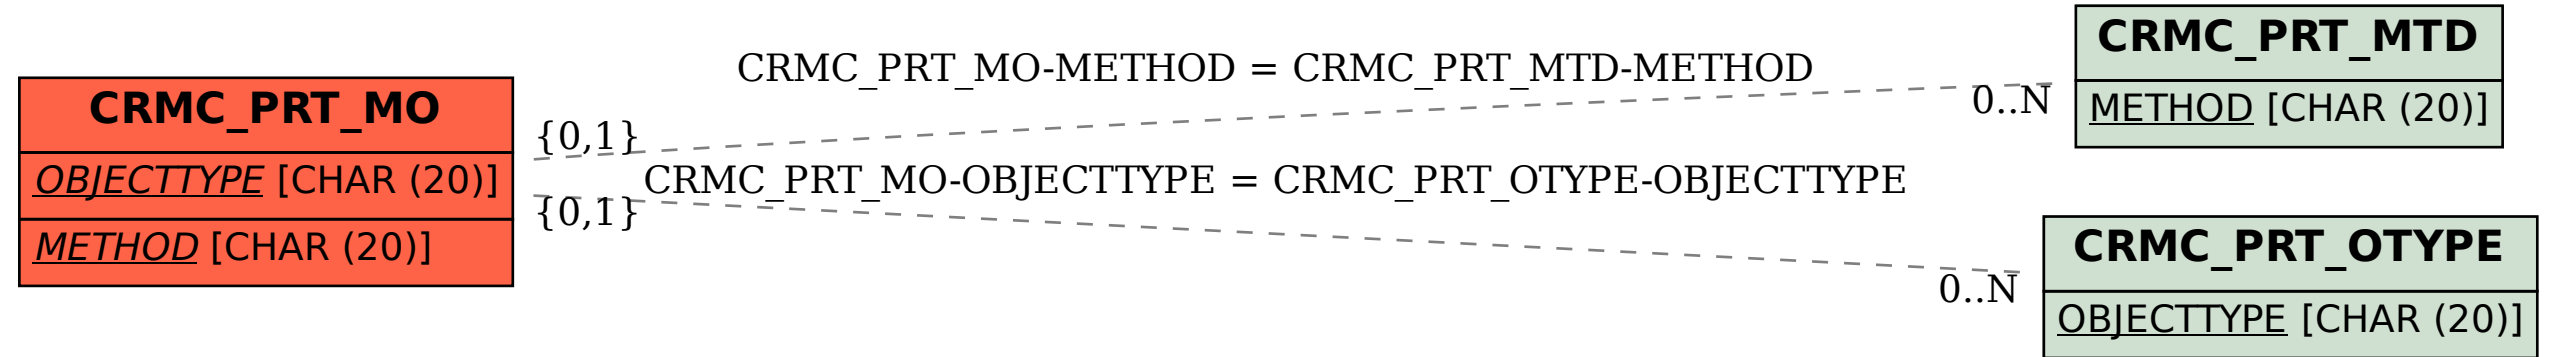 CRMC_PRT_MO
OBJECTTYPE [CHAR (20)]
METHOD [CHAR (20)]
CRMC_PRT_MO-METHOD = CRMC_PRT_MTD-METHOD
{0,1}
0..N
CRMC_PRT_MO-OBJECTTYPE = CRMC_PRT_OTYPE-OBJECTTYPE
{0,1}
0..N
CRMC_PRT_MTD
METHOD [CHAR (20)]
CRMC_PRT_OTYPE
OBJECTTYPE [CHAR (20)]